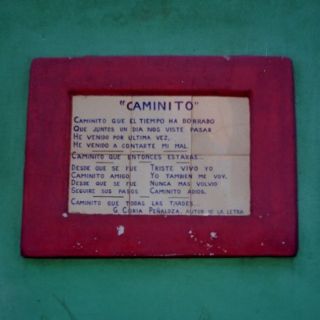 "CAMINITO"
CAMINITO QUE EL TIEMPO HA BORRADO
QUE JUNTOS UN DIA NOS VISTE PASAR
HE VENIDO POR ULTIMA VEZ,
HE VENIDO A CONTARTE MI MAL.
CAMINITO QUE ENTONCES ESTABAS...
DESDE QUE SE FUE TRISTE VIVO YO
CAMINITO AMIGO YO TAMBIEN ME VOY.
DESDE QUE SE FUE NUNCA MAS VOLVIO
SEGUIRE SUS PASOS CAMINITO ADIOS.
CAMINITO QUE TODAS LAS TARDES...
G. CORIA PEÑALOZA, AUTOR DE LA LETRA